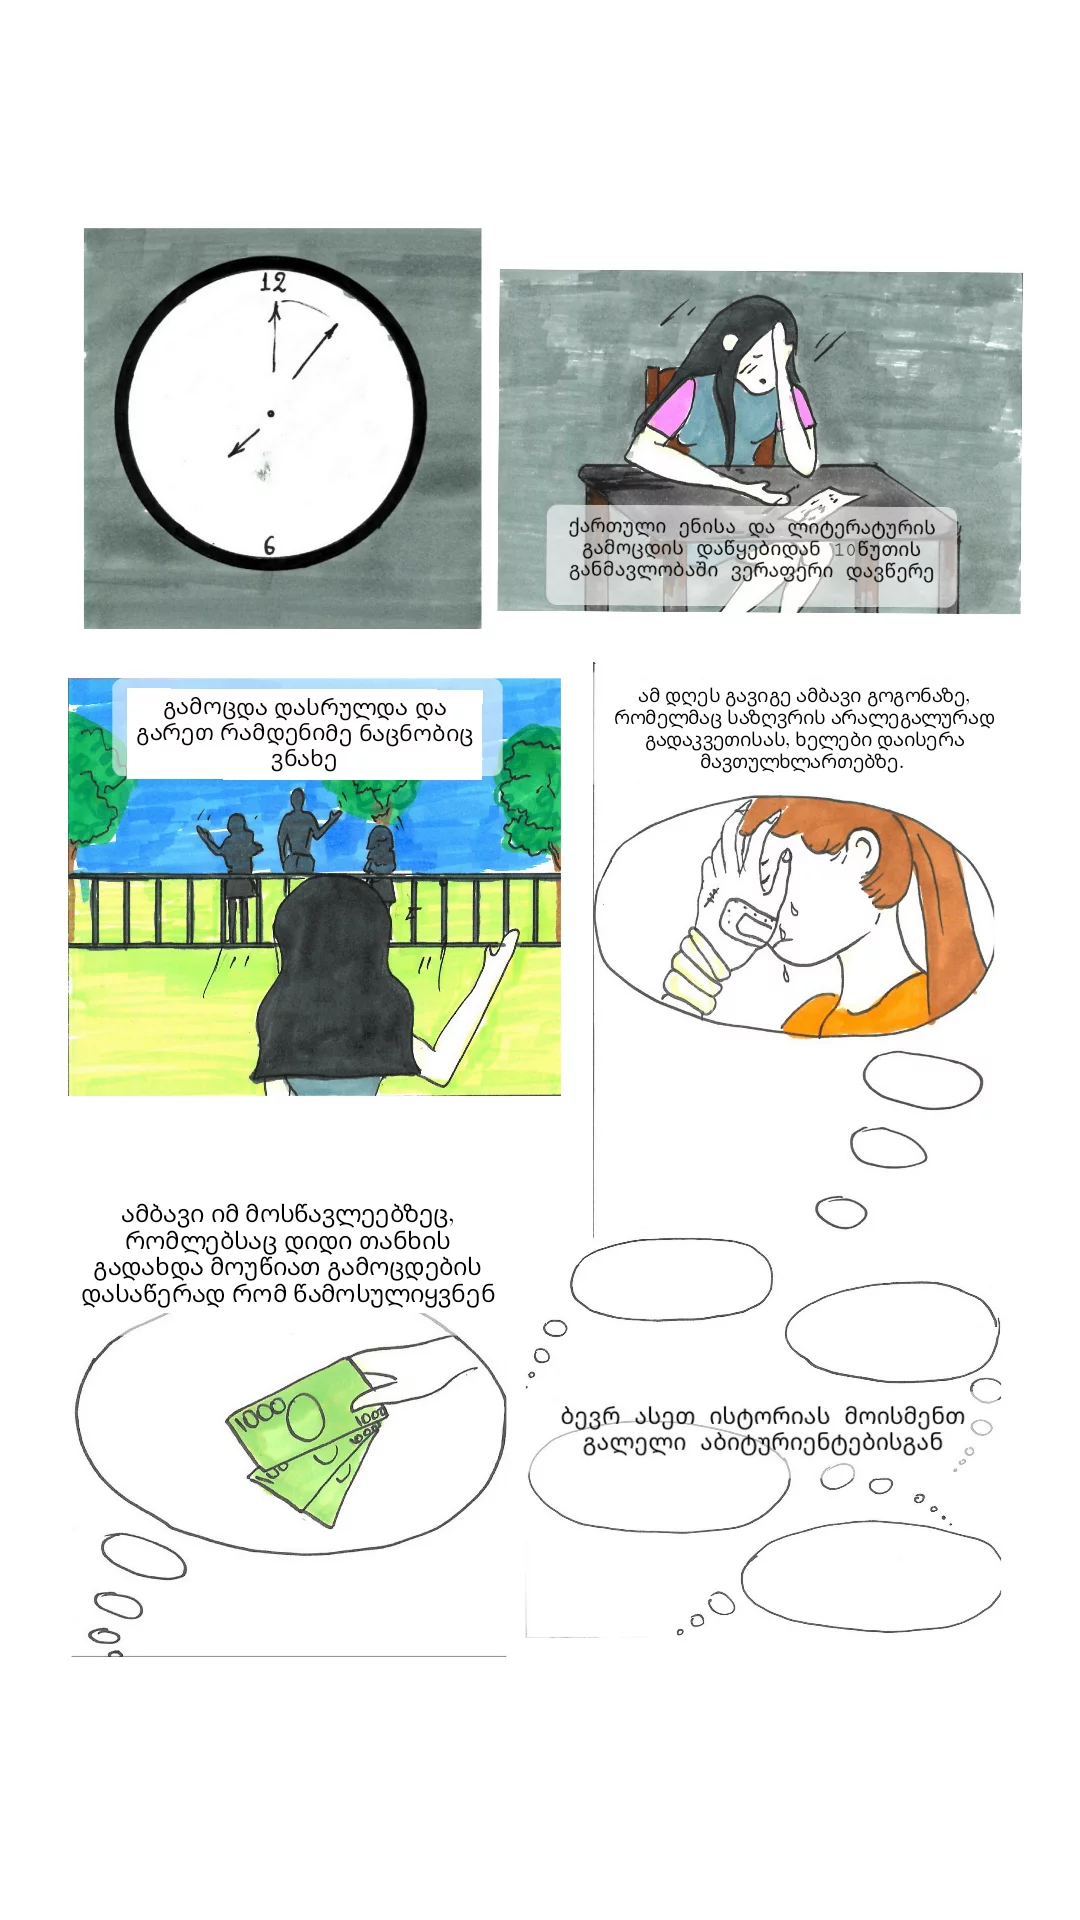 12
6
ქართული ენისა და ლიტერატურის
გამოცდის დაწყებიდან 10წუთის
განმავლობაში ვერაფერი დავწერე
გამოცდა დასრულდა და
გარეთ რამდენიმე ნაცნობიც
ვნახე
ამ დღეს გავიგე ამბავი გოგონაზე,
რომელმაც საზღვრის არალეგალურად
გადაკვეთისას, ხელები დაისერა
მავთულხლართებზე.
ამბავი იმ მოსწავლეებზეც,
რომლებსაც დიდი თანხის
გადახდა მოუწიათ გამოცდების
დასაწერად რომ წამოსულიყვნენ
1000
1000
100
100
ბევრ ასეთ ისტორიას მოისმენთ
გალელი აბიტურიენტებისგან